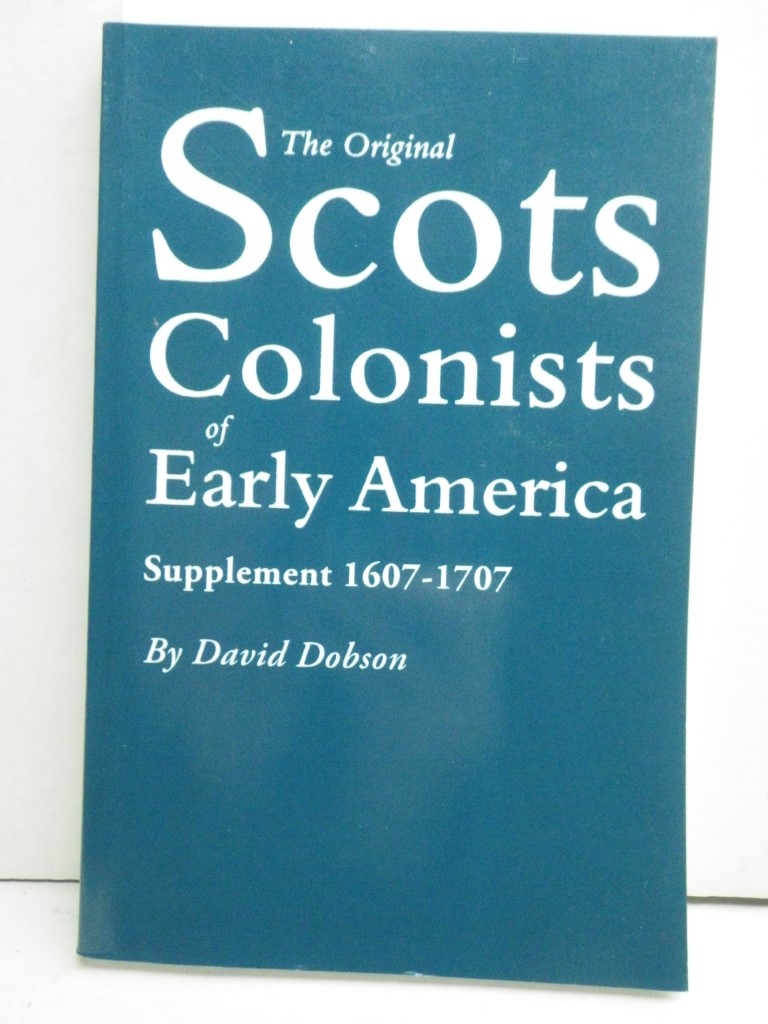 The Original
Scots
Colonists
of
Early America
Supplement 1607-1707
By David Dobson